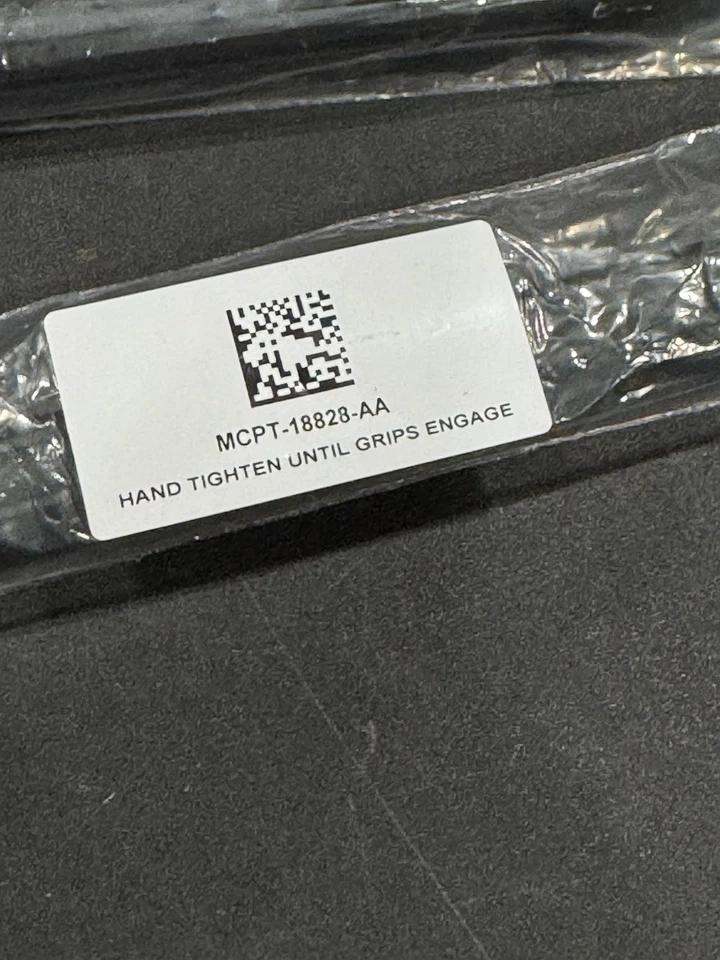 MCPT-18828-AA
HAND TIGHTEN UNTIL GRIPS ENGAGE